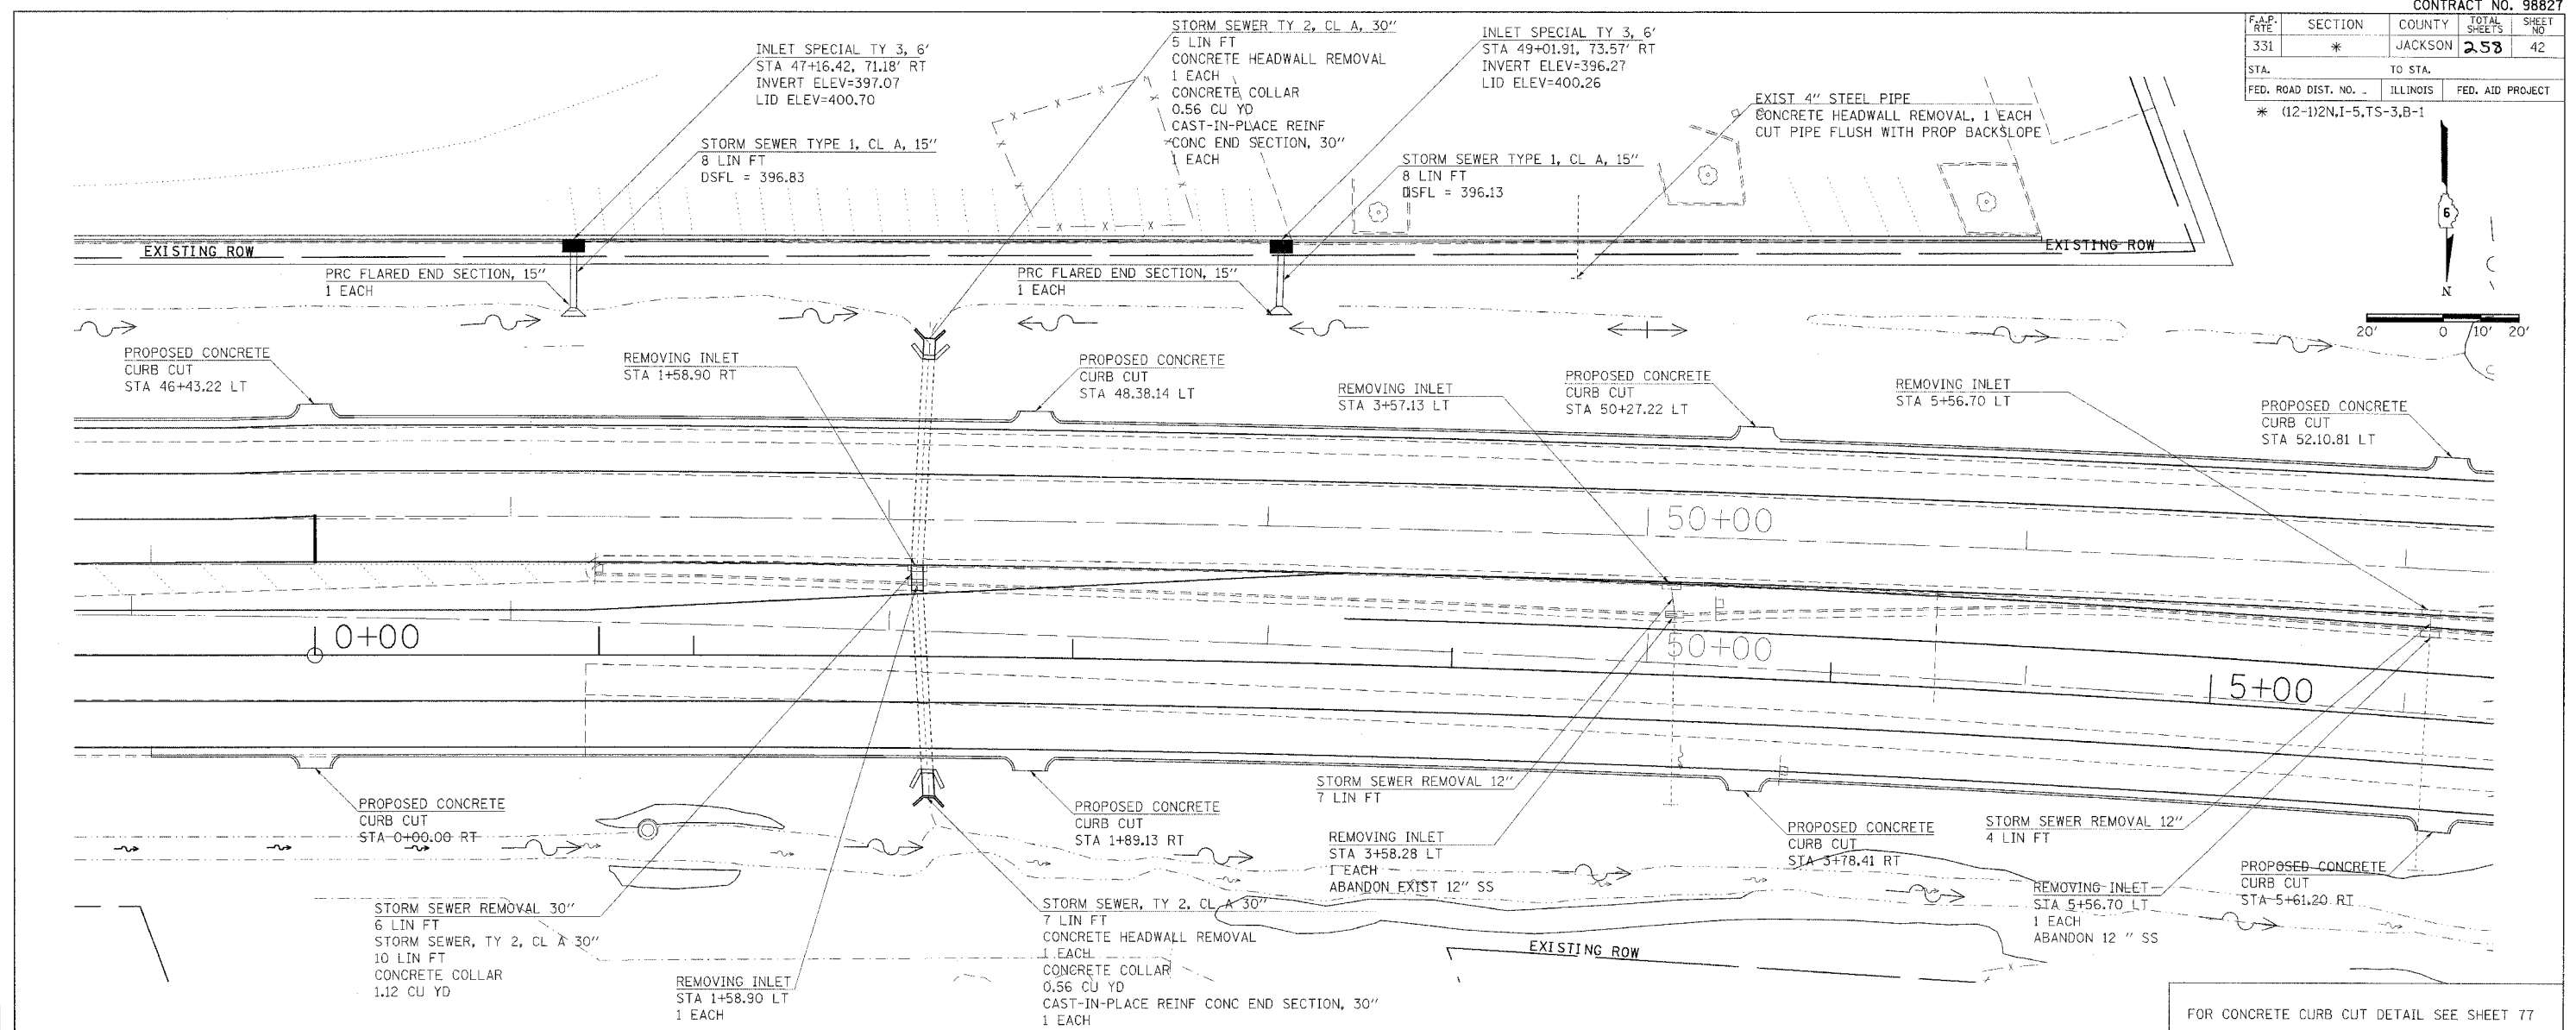 CONTRACT NO. 98827
F.A.P. RTE
SECTION
COUNTY
TOTAL SHEETS
SHEET NO
331
*
JACKSON
258
42
STA.
TO STA.
FED. ROAD DIST. NO. _
ILLINOIS
FED. AID PROJECT
* (12-1)2N,I-5,TS-3,B-1
INLET SPECIAL TY 3, 6'
STA 47+16.42, 71.18' RT
INVERT ELEV=397.07
LID ELEV=400.70
STORM SEWER TY 2, CL A, 30"
5 LIN FT
CONCRETE HEADWALL REMOVAL
1 EACH
CONCRETE COLLAR
0.56 CU YD
CAST-IN-PLACE REINF
CONC END SECTION, 30"
1 EACH
INLET SPECIAL TY 3, 6'
STA 49+01.91, 73.57' RT
INVERT ELEV=396.27
LID ELEV=400.26
EXIST 4" STEEL PIPE
CONCRETE HEADWALL REMOVAL, 1 EACH
CUT PIPE FLUSH WITH PROP BACKSLOPE
STORM SEWER TYPE 1, CL A, 15"
8 LIN FT
DSFL = 396.83
STORM SEWER TYPE 1, CL A, 15"
8 LIN FT
DSFL = 396.13
6
N
20' 0 10' 20'
EXISTING ROW
EXISTING ROW
PRC FLARED END SECTION, 15"
1 EACH
PRC FLARED END SECTION, 15"
1 EACH
PROPOSED CONCRETE
CURB CUT
STA 46+43.22 LT
REMOVING INLET
STA 1+58.90 RT
PROPOSED CONCRETE
CURB CUT
STA 48.38.14 LT
REMOVING INLET
STA 3+57.13 LT
PROPOSED CONCRETE
CURB CUT
STA 50+27.22 LT
REMOVING INLET
STA 5+56.70 LT
PROPOSED CONCRETE
CURB CUT
STA 52.10.81 LT
50+00
0+00
50+00
5+00
PROPOSED CONCRETE
CURB CUT
STA 0+00.00 RT
PROPOSED CONCRETE
CURB CUT
STA 1+89.13 RT
STORM SEWER REMOVAL 12"
7 LIN FT
REMOVING INLET
STA 3+58.28 LT
1 EACH
ABANDON EXIST 12" SS
PROPOSED CONCRETE
CURB CUT
STA 3+78.41 RT
STORM SEWER REMOVAL 12"
4 LIN FT
REMOVING INLET
STA 5+56.70 LT
1 EACH
ABANDON 12 " SS
PROPOSED CONCRETE
CURB CUT
STA 5+61.20 RT
STORM SEWER REMOVAL 30"
6 LIN FT
STORM SEWER, TY 2, CL A 30"
10 LIN FT
CONCRETE COLLAR
1.12 CU YD
REMOVING INLET
STA 1+58.90 LT
1 EACH
STORM SEWER, TY 2, CL A 30"
7 LIN FT
CONCRETE HEADWALL REMOVAL
1 EACH
CONCRETE COLLAR
0.56 CU YD
CAST-IN-PLACE REINF CONC END SECTION, 30"
1 EACH
EXISTING ROW
FOR CONCRETE CURB CUT DETAIL SEE SHEET 77